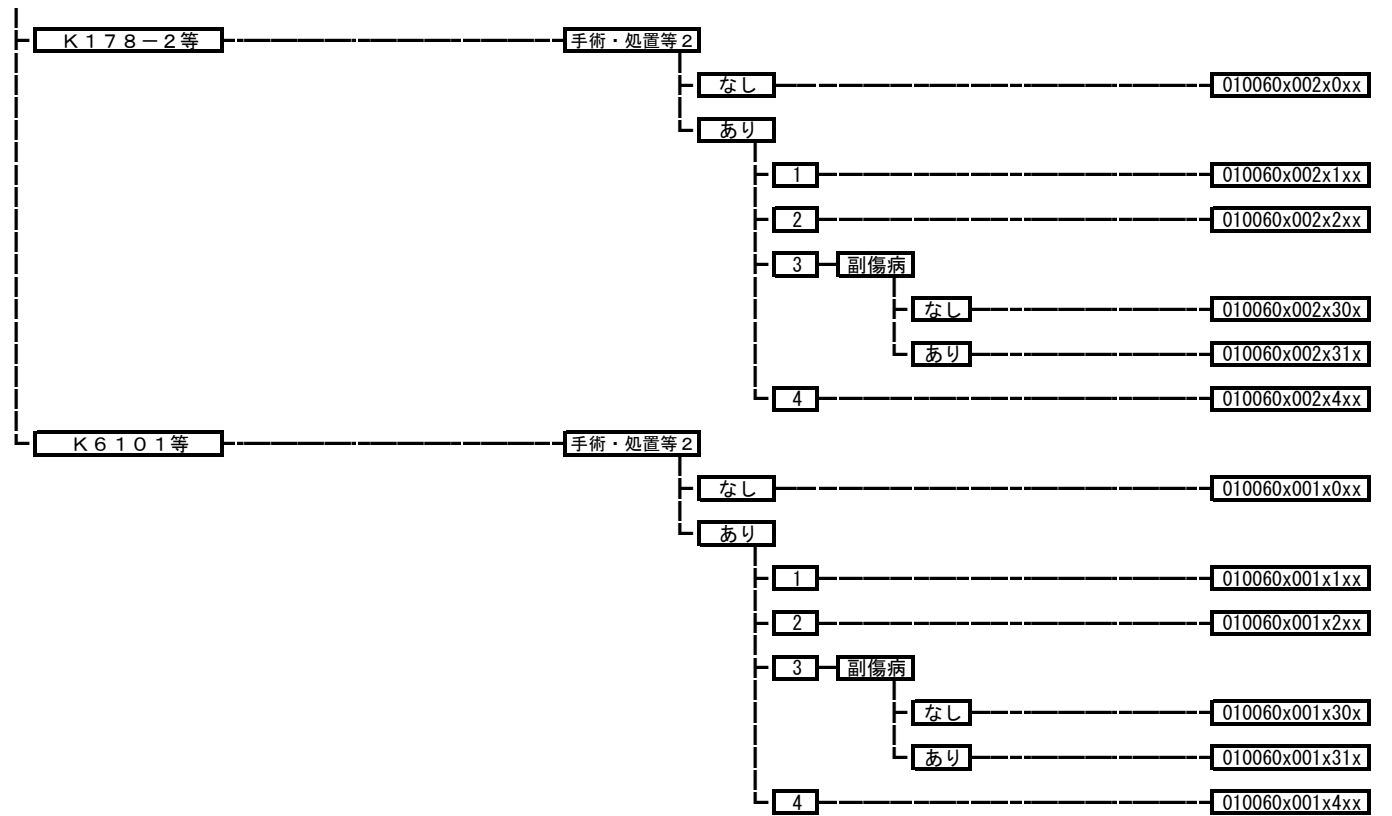 K178－2等 手術・処置等2
なし 010060x002x0xx
あり
1 010060x002x1xx
2 010060x002x2xx
3 副傷病
なし 010060x002x30x
あり 010060x002x31x
4 010060x002x4xx
K6101等 手術・処置等2
なし 010060x001x0xx
あり
1 010060x001x1xx
2 010060x001x2xx
3 副傷病
なし 010060x001x30x
あり 010060x001x31x
4 010060x001x4xx